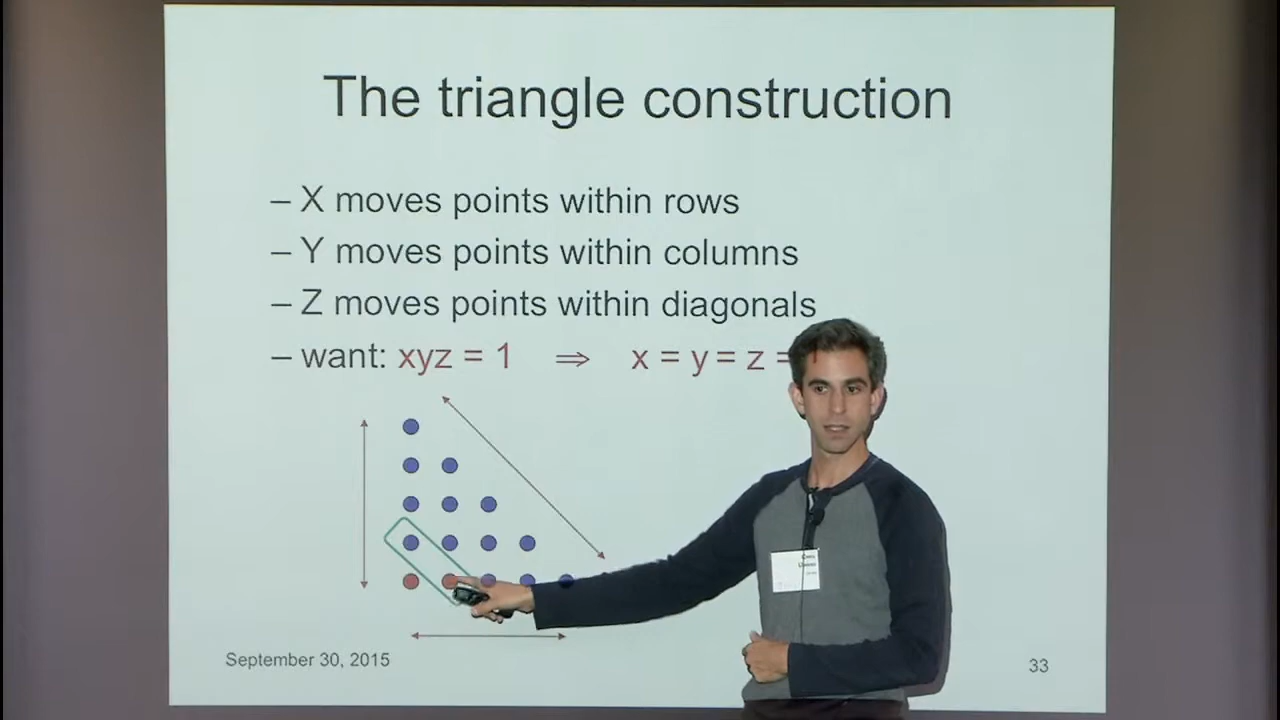 The triangle construction
– X moves points within rows
– Y moves points within columns
– Z moves points within diagonals
– want: xyz = 1 ⇒ x = y = z =
September 30, 2015
33